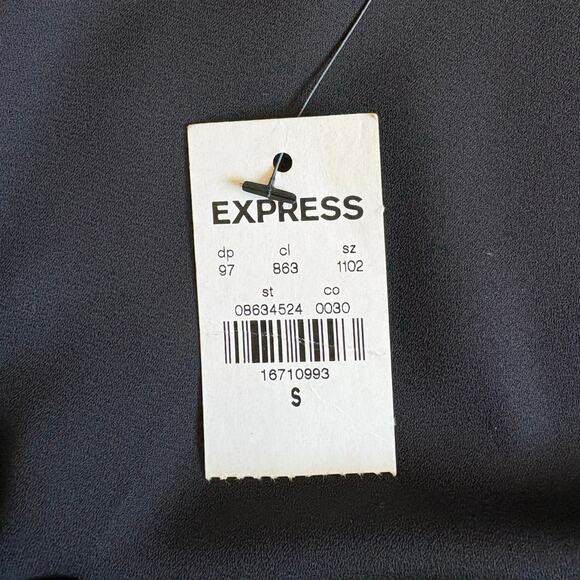 EXPRESS
dp cl sz
97 863 1102
st co
08634524 0030
16710993
S